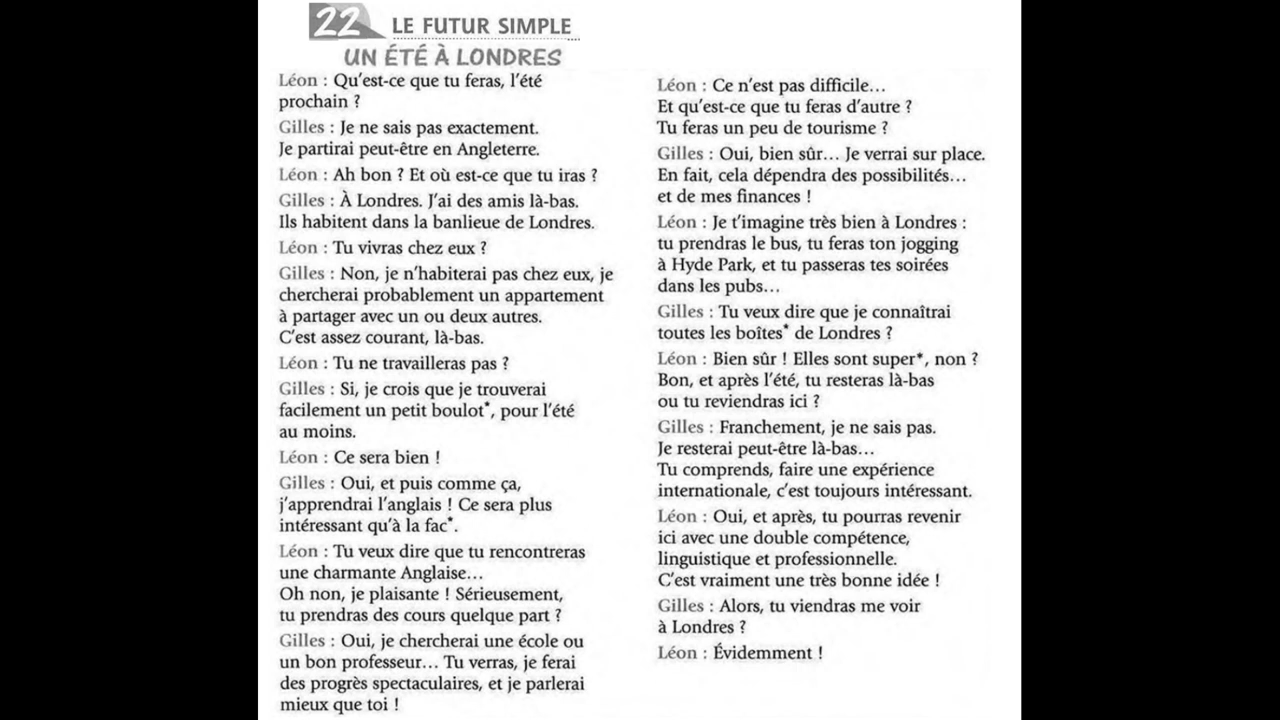 22 LE FUTUR SIMPLE
UN ÉTÉ À LONDRES
Léon : Qu'est-ce que tu feras, l'été
prochain ?
Gilles : Je ne sais pas exactement.
Je partirai peut-être en Angleterre.
Léon : Ah bon ? Et où est-ce que tu iras ?
Gilles : À Londres. J'ai des amis là-bas.
Ils habitent dans la banlieue de Londres.
Léon : Tu vivras chez eux ?
Gilles : Non, je n'habiterai pas chez eux, je
chercherai probablement un appartement
à partager avec un ou deux autres.
C'est assez courant, là-bas.
Léon : Tu ne travailleras pas ?
Gilles : Si, je crois que je trouverai
facilement un petit boulot*, pour l'été
au moins.
Léon : Ce sera bien !
Gilles : Oui, et puis comme ça,
j'apprendrai l'anglais ! Ce sera plus
intéressant qu'à la fac*.
Léon : Tu veux dire que tu rencontreras
une charmante Anglaise...
Oh non, je plaisante ! Sérieusement,
tu prendras des cours quelque part ?
Gilles : Oui, je chercherai une école ou
un bon professeur... Tu verras, je ferai
des progrès spectaculaires, et je parlerai
mieux que toi !
Léon : Ce n'est pas difficile...
Et qu'est-ce que tu feras d'autre ?
Tu feras un peu de tourisme ?
Gilles : Oui, bien sûr... Je verrai sur place.
En fait, cela dépendra des possibilités...
et de mes finances !
Léon : Je t'imagine très bien à Londres :
tu prendras le bus, tu feras ton jogging
à Hyde Park, et tu passeras tes soirées
dans les pubs...
Gilles : Tu veux dire que je connaîtrai
toutes les boîtes* de Londres ?
Léon : Bien sûr ! Elles sont super*, non ?
Bon, et après l'été, tu resteras là-bas
ou tu reviendras ici ?
Gilles : Franchement, je ne sais pas.
Je resterai peut-être là-bas...
Tu comprends, faire une expérience
internationale, c'est toujours intéressant.
Léon : Oui, et après, tu pourras revenir
ici avec une double compétence,
linguistique et professionnelle.
C'est vraiment une très bonne idée !
Gilles : Alors, tu viendras me voir
à Londres ?
Léon : Évidemment !